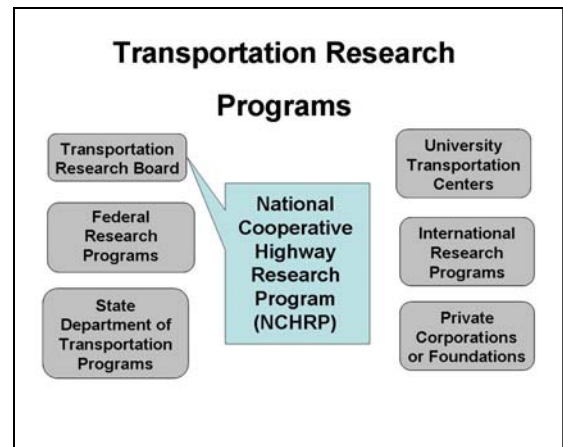 Transportation Research
Programs
Transportation
Research Board
Federal
Research
Programs
State
Department of
Transportation
Programs
National
Cooperative
Highway
Research
Program
(NCHRP)
University
Transportation
Centers
International
Research
Programs
Private
Corporations
or Foundations